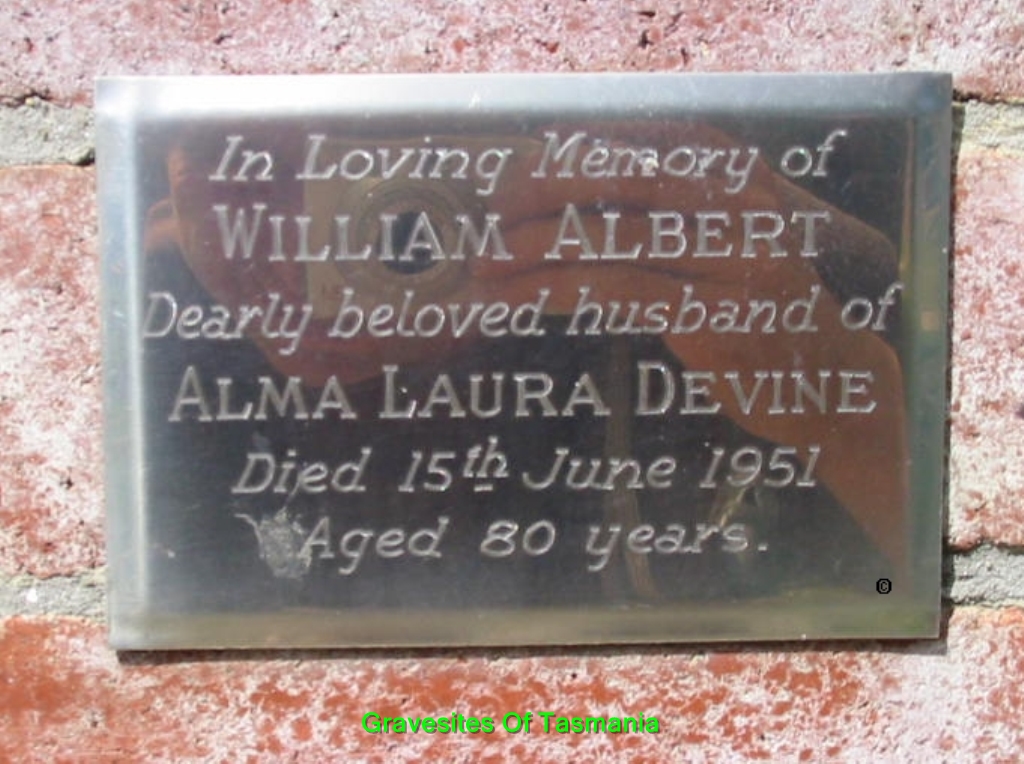 In Loving Memory of
WILLIAM ALBERT
Dearly beloved husband of
ALMA LAURA DEVINE
Died 15th June 1951
Aged 80 years.
©
Gravesites Of Tasmania